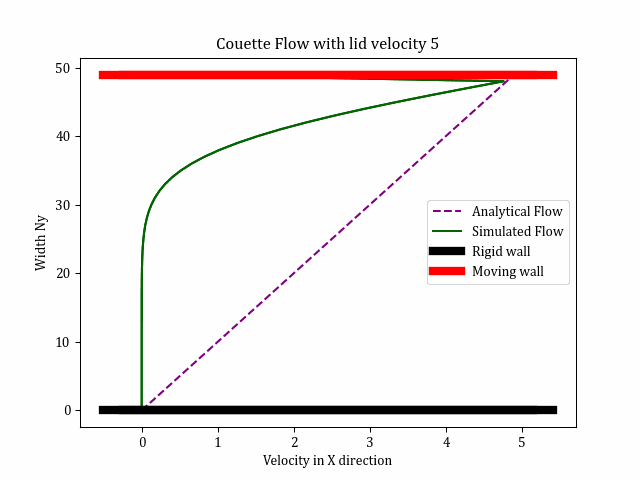 Couette Flow with lid velocity 5
50
40
30
20
10
0
Width Ny
Analytical Flow
Simulated Flow
Rigid wall
Moving wall
0 1 2 3 4 5
Velocity in X direction